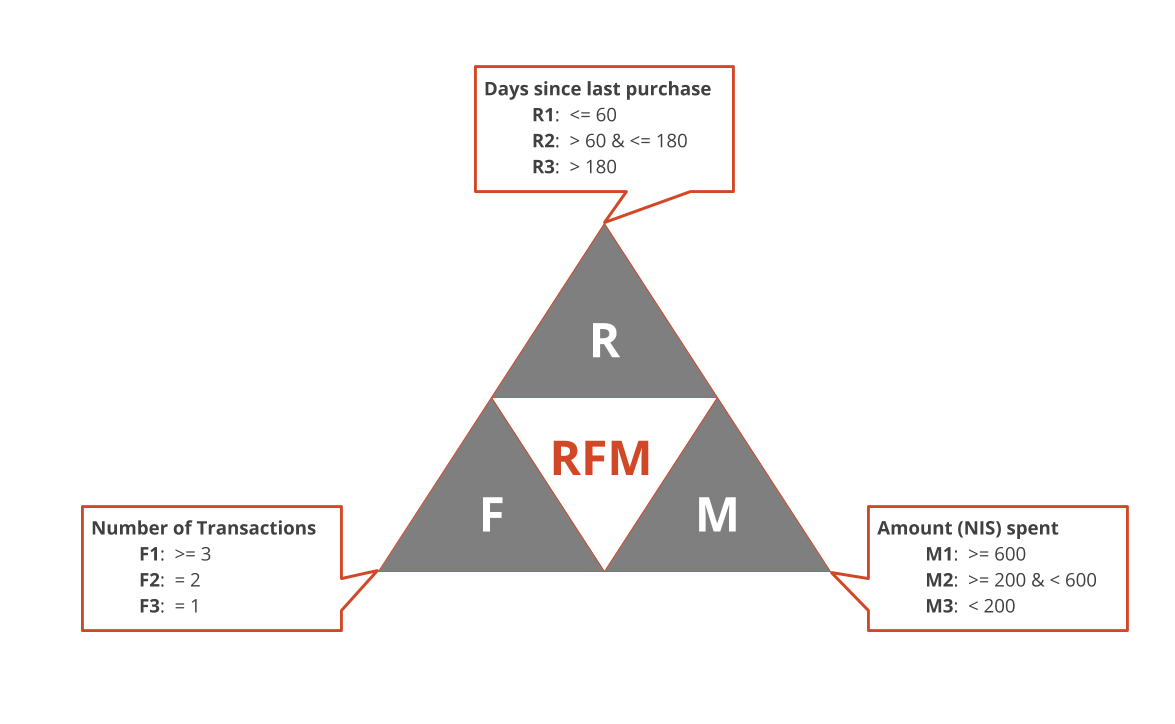 Days since last purchase
R1: <= 60
R2: > 60 & <= 180
R3: > 180
R
RFM
F
M
Number of Transactions
F1: >= 3
F2: = 2
F3: = 1
Amount (NIS) spent
M1: >= 600
M2: >= 200 & < 600
M3: < 200